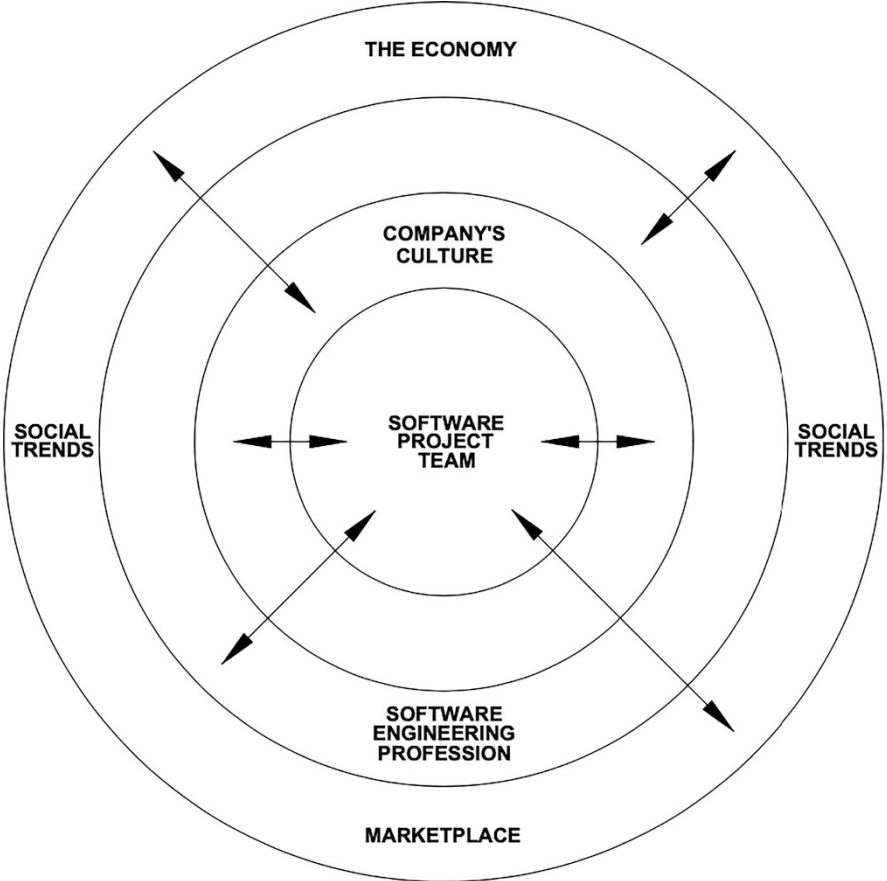 THE ECONOMY
COMPANY'S
CULTURE
SOCIAL
TRENDS
SOFTWARE
PROJECT
TEAM
SOCIAL
TRENDS
SOFTWARE
ENGINEERING
PROFESSION
MARKETPLACE